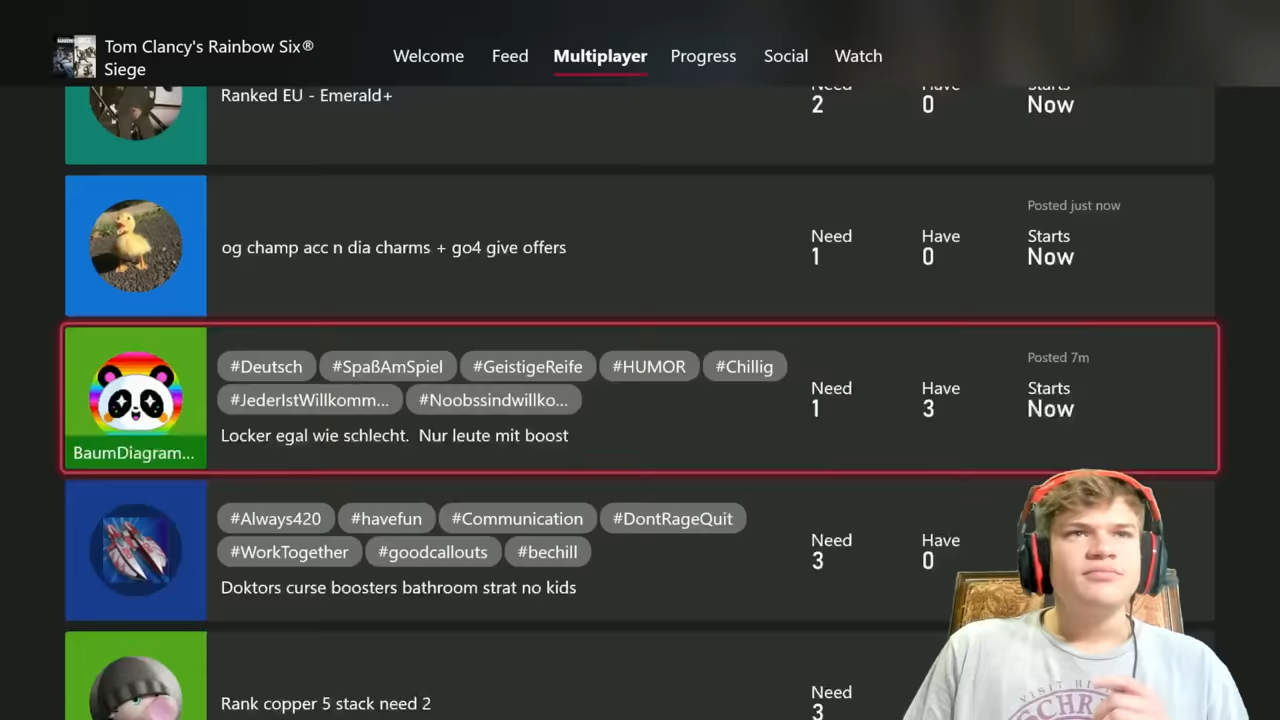 Tom Clancy's Rainbow Six®
Siege
Welcome
Feed
Multiplayer
Progress
Social
Watch
Ranked EU - Emerald+
Need
2
Have
0
Starts
Now
og champ acc n dia charms + go4 give offers
Need
1
Have
0
Posted just now
Starts
Now
BaumDiagram...
#Deutsch #SpaßAmSpiel #GeistigeReife #HUMOR #Chillig
#JederIstWillkomm... #Noobssindwillko...
Locker egal wie schlecht. Nur leute mit boost
Need
1
Have
3
Posted 7m
Starts
Now
#Always420 #havefun #Communication #DontRageQuit
#WorkTogether #goodcallouts #bechill
Doktors curse boosters bathroom strat no kids
Need
3
Have
0
Rank copper 5 stack need 2
Need
3